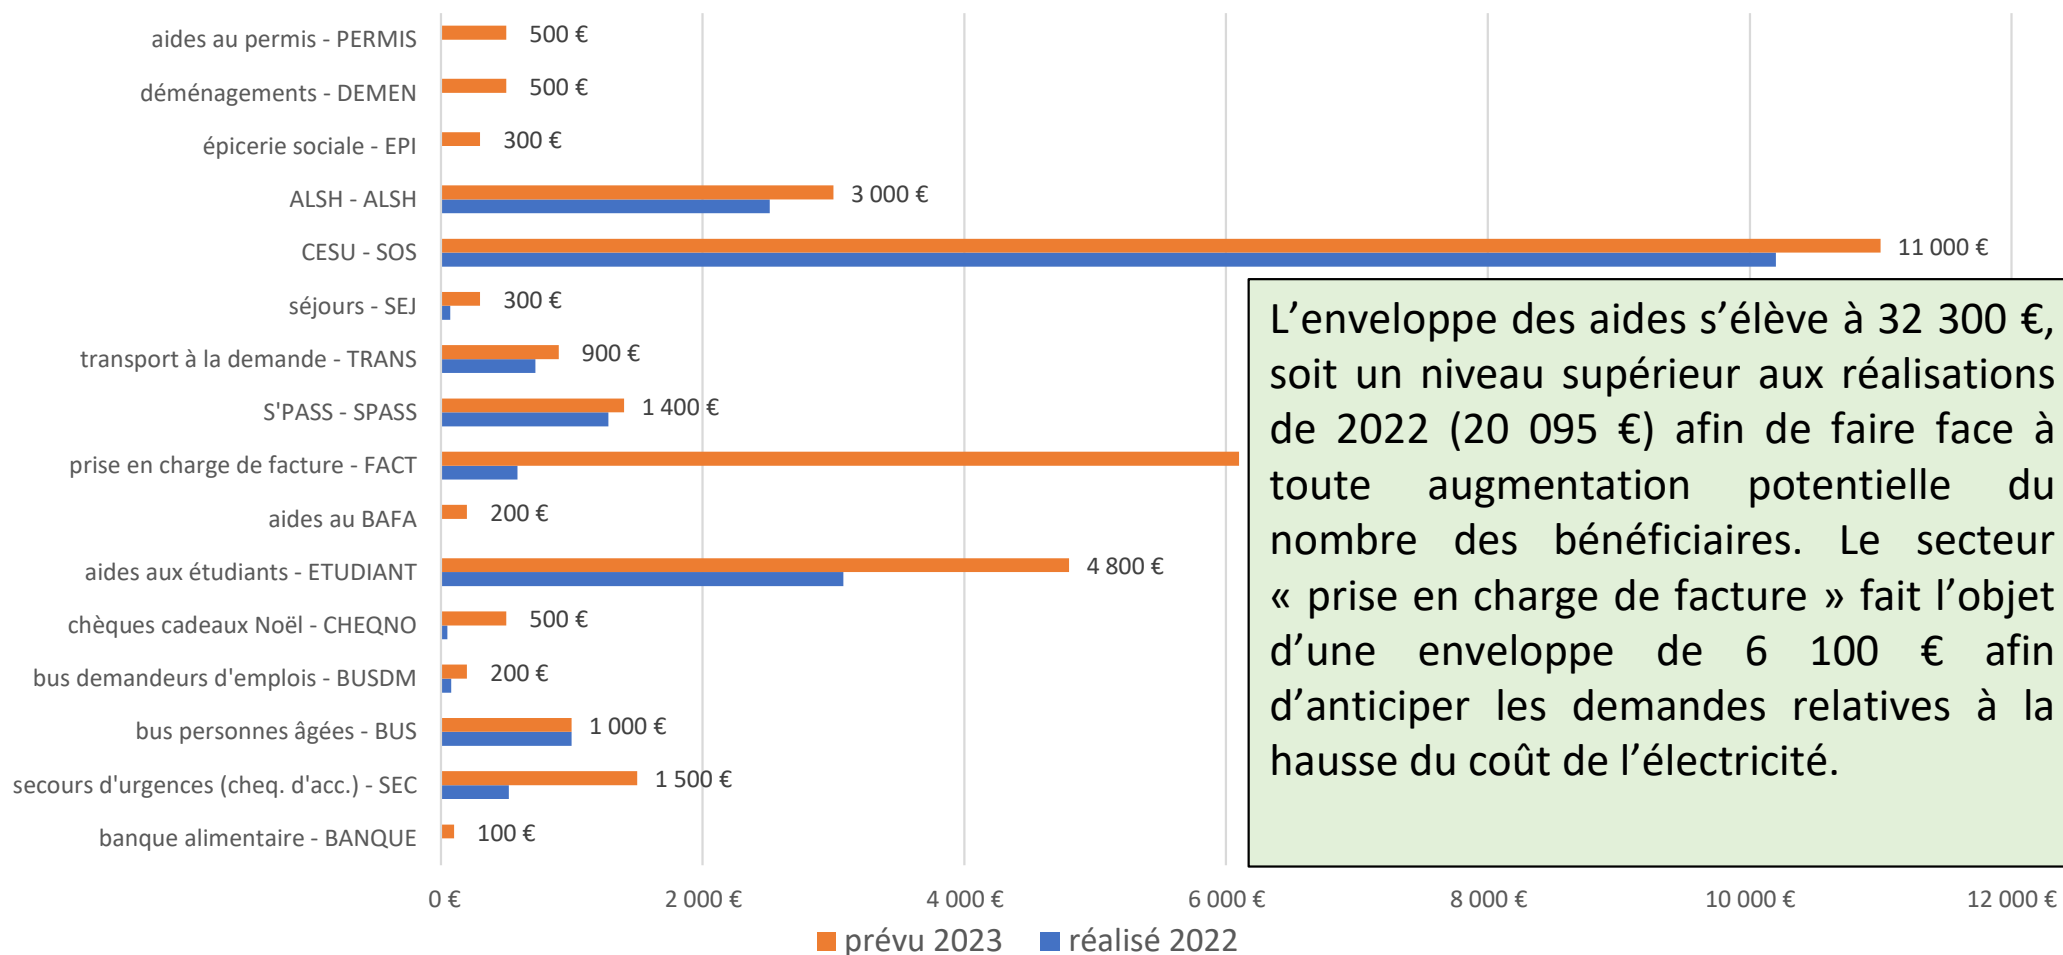 aides au permis - PERMIS 500 €
déménagements - DEMEN 500 €
épicerie sociale - EPI 300 €
ALSH - ALSH 3 000 €
CESU - SOS 11 000 €
séjours - SEJ 300 €
transport à la demande - TRANS 900 €
S'PASS - SPASS 1 400 €
prise en charge de facture - FACT
aides au BAFA 200 €
aides aux étudiants - ETUDIANT 4 800 €
chèques cadeaux Noël - CHEQNO 500 €
bus demandeurs d'emplois - BUSDM 200 €
bus personnes âgées - BUS 1 000 €
secours d'urgences (cheq. d'acc.) - SEC 1 500 €
banque alimentaire - BANQUE 100 €
L’enveloppe des aides s’élève à 32 300 €,
soit un niveau supérieur aux réalisations
de 2022 (20 095 €) afin de faire face à
toute augmentation potentielle du
nombre des bénéficiaires. Le secteur
« prise en charge de facture » fait l’objet
d’une enveloppe de 6 100 € afin
d’anticiper les demandes relatives à la
hausse du coût de l’électricité.
0 € 2 000 € 4 000 € 6 000 € 8 000 € 10 000 € 12 000 €
prévu 2023 réalisé 2022